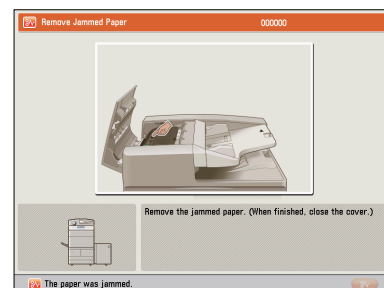 Remove Jammed Paper 000000
Remove the jammed paper. (When finished, close the cover.)
The paper was jammed.